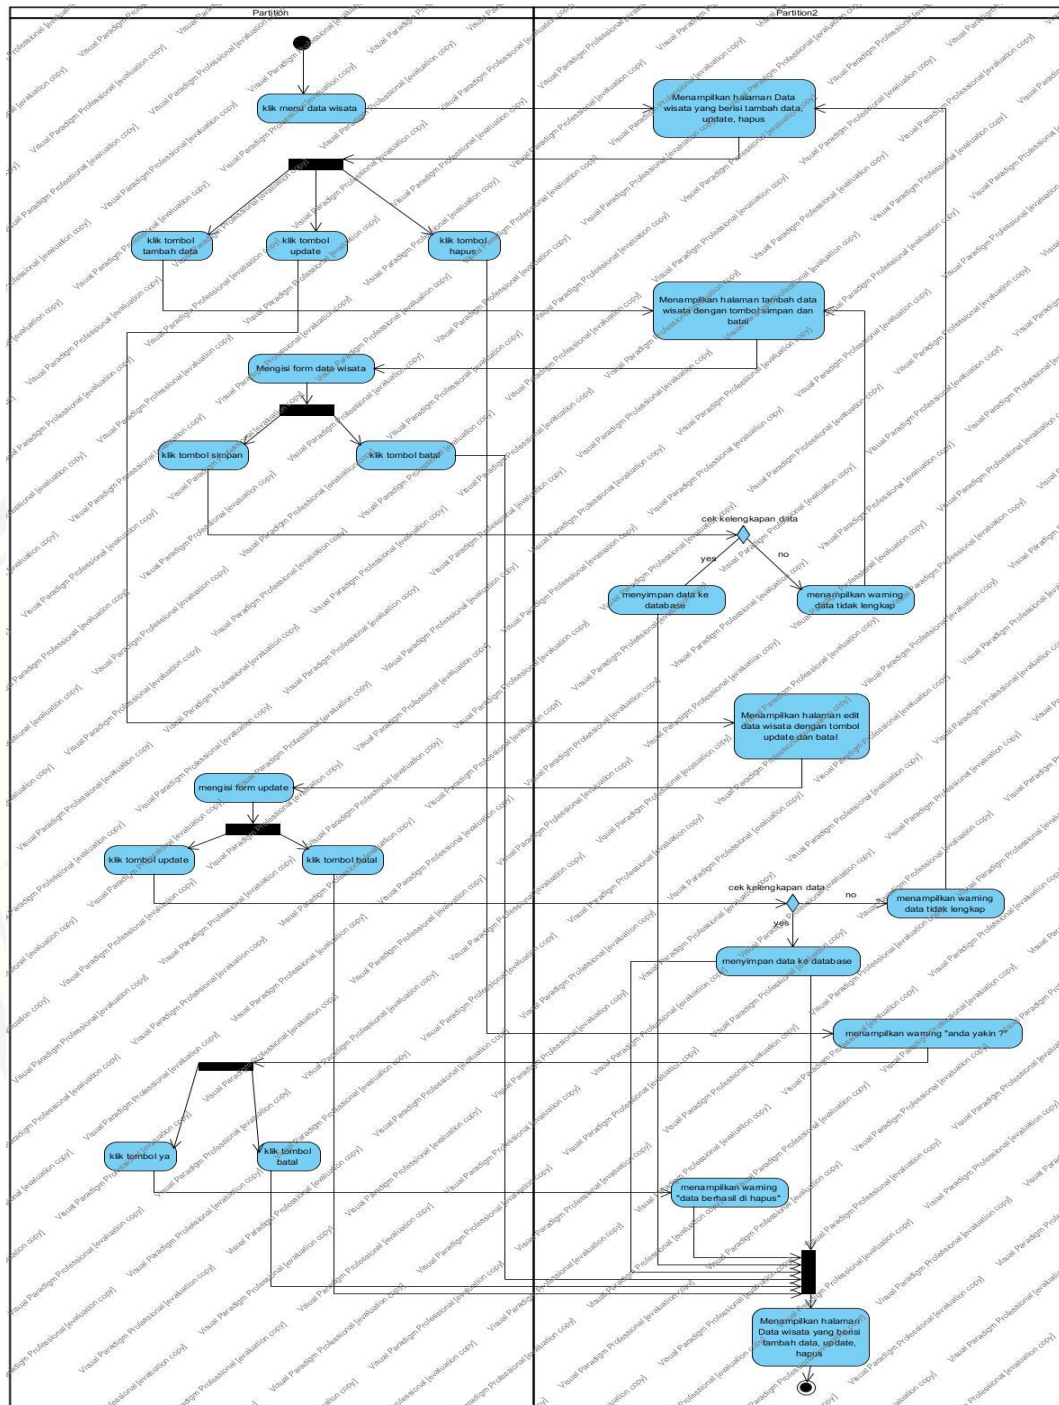 Partition
Partition2
klik menu data wisata
Menampilkan halaman Data
wisata yang berisi tambah data,
update, hapus
klik tombol
tambah data
klik tombol
update
klik tombol
hapus
Menampilkan halaman tambah data
wisata dengan tombol simpan dan
batal
Mengisi form data wisata
klik tombol simpan
klik tombol batal
cek kelengkapan data
yes
no
menyimpan data ke
database
menampilkan warning
data tidak lengkap
Menampilkan halaman edit
data wisata dengan tombol
update dan batal
mengisi form update
klik tombol update
klik tombol batal
cek kelengkapan data
no
yes
menampilkan warning
data tidak lengkap
menyimpan data ke database
menampilkan warning "anda yakin ?"
klik tombol ya
klik tombol
batal
menampilkan warning
"data berhasil di hapus"
Menampilkan halaman
Data wisata yang berisi
tambah data, update,
hapus
Visual Paradigm Professional [evaluation copy]